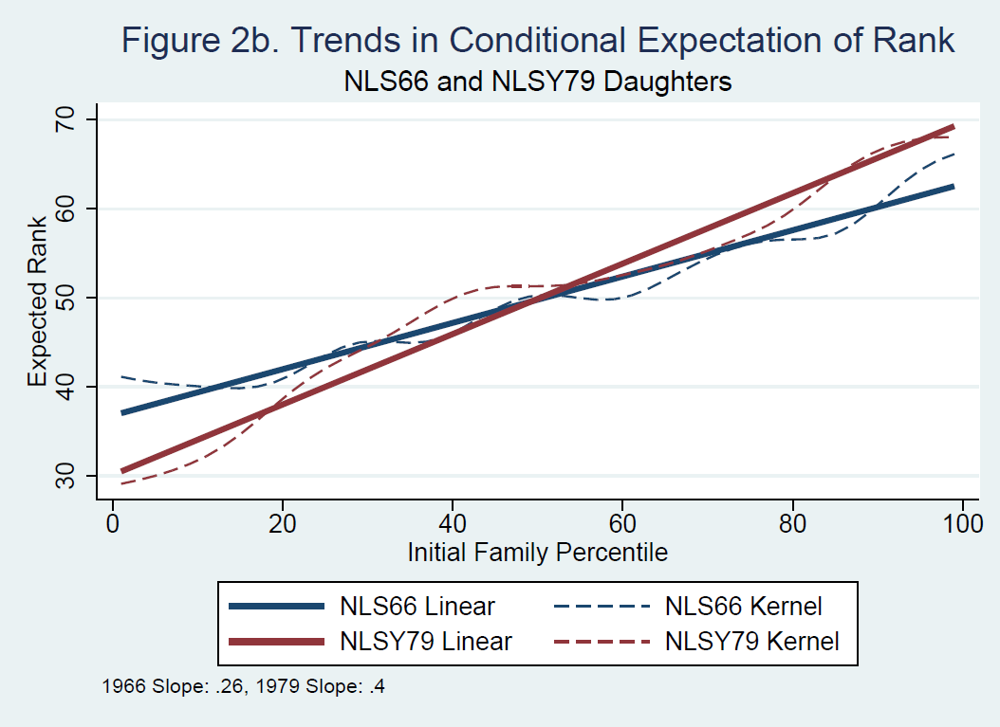 Figure 2b. Trends in Conditional Expectation of Rank
NLS66 and NLSY79 Daughters
Expected Rank
70
60
50
40
30
0 20 40 60 80 100
Initial Family Percentile
NLS66 Linear NLS66 Kernel
NLSY79 Linear NLSY79 Kernel
1966 Slope: .26, 1979 Slope: .4